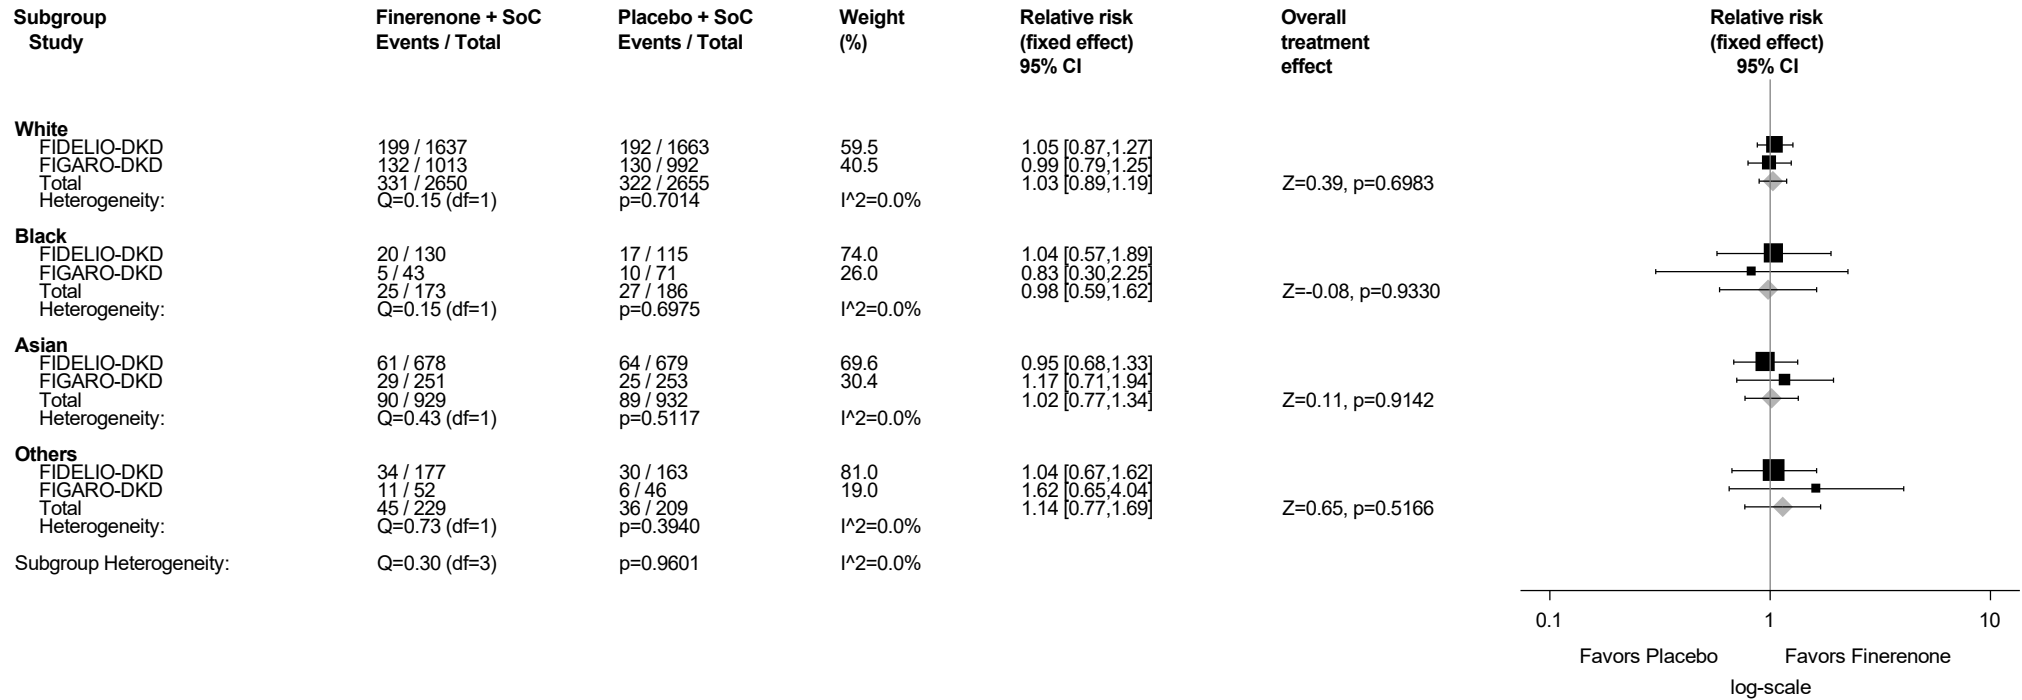 Subgroup Finerenone + SoC Placebo + SoC Weight Relative risk Overall Relative risk
Study Events / Total Events / Total (%) (fixed effect) treatment (fixed effect)
95% CI effect 95% CI
White
FIDELIO-DKD 199 / 1637 192 / 1663 59.5 1.05 [0.87,1.27]
FIGARO-DKD 132 / 1013 130 / 992 40.5 0.99 [0.79,1.25]
Total 331 / 2650 322 / 2655 1.03 [0.89,1.19] Z=0.39, p=0.6983
Heterogeneity: Q=0.15 (df=1) p=0.7014 I^2=0.0%
Black
FIDELIO-DKD 20 / 130 17 / 115 74.0 1.04 [0.57,1.89]
FIGARO-DKD 5 / 43 10 / 71 26.0 0.83 [0.30,2.25]
Total 25 / 173 27 / 186 0.98 [0.59,1.62] Z=-0.08, p=0.9330
Heterogeneity: Q=0.15 (df=1) p=0.6975 I^2=0.0%
Asian
FIDELIO-DKD 61 / 678 64 / 679 69.6 0.95 [0.68,1.33]
FIGARO-DKD 29 / 251 25 / 253 30.4 1.17 [0.71,1.94]
Total 90 / 929 89 / 932 1.02 [0.77,1.34] Z=0.11, p=0.9142
Heterogeneity: Q=0.43 (df=1) p=0.5117 I^2=0.0%
Others
FIDELIO-DKD 34 / 177 30 / 163 81.0 1.04 [0.67,1.62]
FIGARO-DKD 11 / 52 6 / 46 19.0 1.62 [0.65,4.04]
Total 45 / 229 36 / 209 1.14 [0.77,1.69] Z=0.65, p=0.5166
Heterogeneity: Q=0.73 (df=1) p=0.3940 I^2=0.0%
Subgroup Heterogeneity: Q=0.30 (df=3) p=0.9601 I^2=0.0%
0.1 1 10
Favors Placebo Favors Finerenone
log-scale